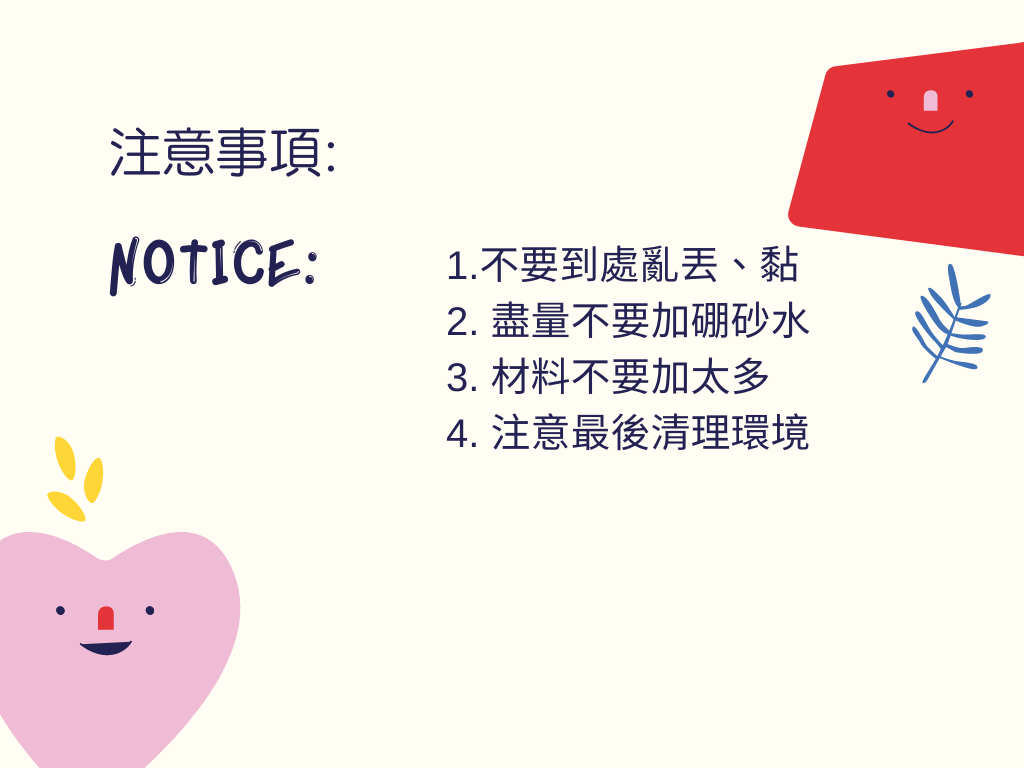 注意事項:
NOTICE:
1.不要到處亂丟、黏
2. 盡量不要加硼砂水
3. 材料不要加太多
4. 注意最後清理環境